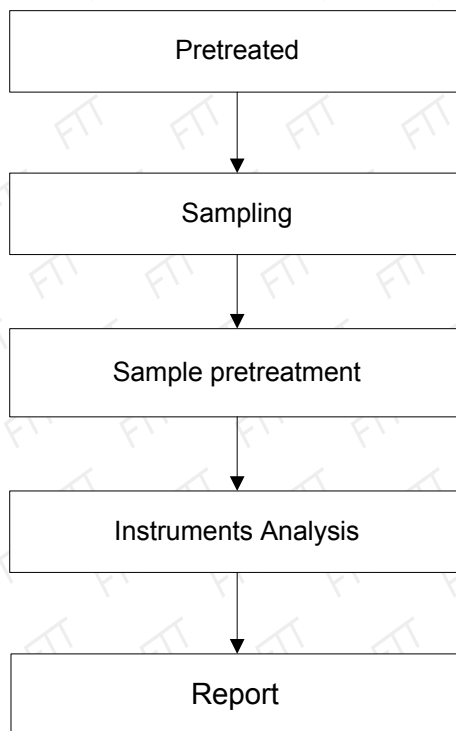 Pretreated
Sampling
Sample pretreatment
Instruments Analysis
Report